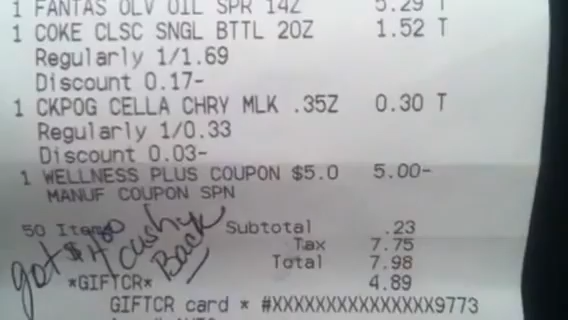 1 FANTAS OLV OIL SPR 14Z 5.29 T
1 COKE CLSC SNGL BTTL 20Z 1.52 T
Regularly 1/1.69
Discount 0.17-
1 CKPOG CELLA CHRY MLK .35Z 0.30 T
Regularly 1/0.33
Discount 0.03-
1 WELLNESS PLUS COUPON $5.0 5.00-
MANUF COUPON SPN
50 Items Subtotal .23
Tax 7.75
Total 7.98
got $ cash Back
*GIFTCR* 4.89
GIFTCR card * #XXXXXXXXXXXXXXX9773